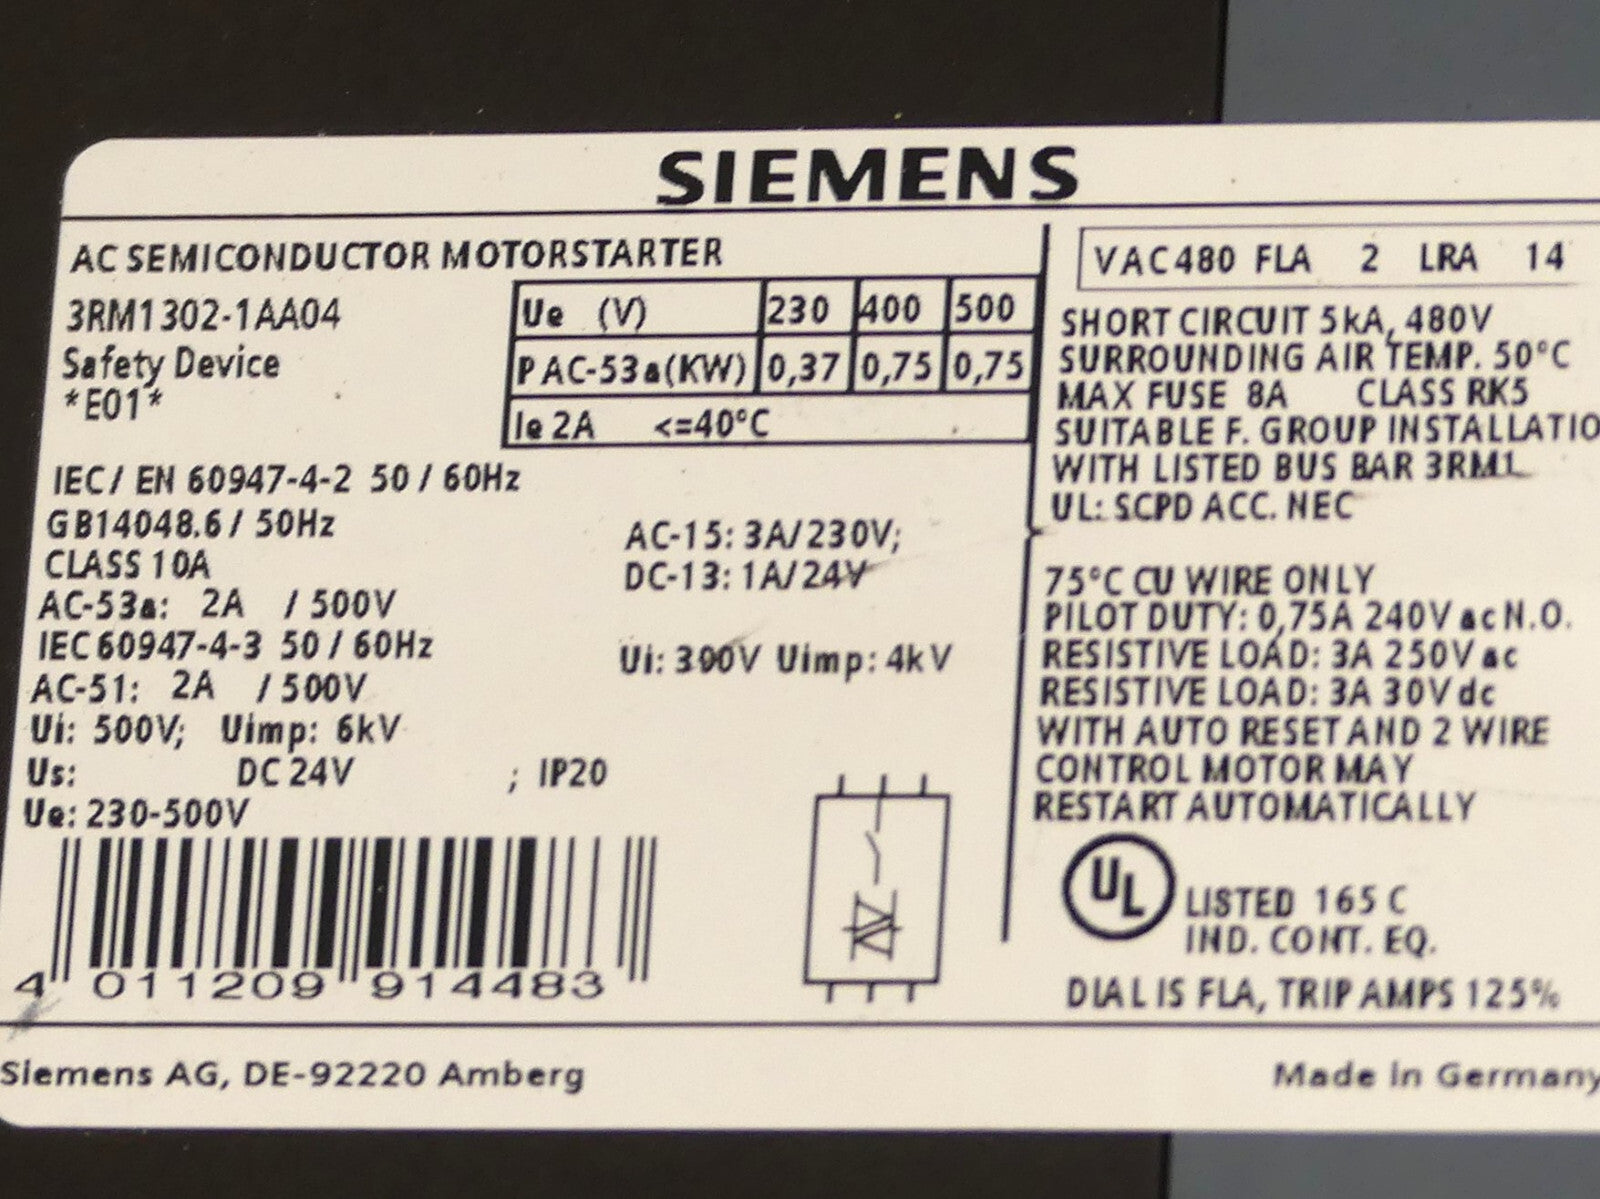 SIEMENS
AC SEMICONDUCTOR MOTORSTARTER
3RM1302-1AA04
Safety Device
*E01*
Ue (V) 230 400 500
P AC-53a(KW) 0,37 0,75 0,75
Ie 2A <=40°C
IEC/ EN 60947-4-2 50 / 60Hz
GB14048.6 / 50Hz
CLASS 10A
AC-53a: 2A / 500V
IEC 60947-4-3 50 / 60Hz
AC-51: 2A / 500V
Ui: 500V; Uimp: 6kV
Us: DC 24V ; IP20
Ue: 230-500V
AC-15: 3A/230V;
DC-13: 1A/24V
Ui: 300V Uimp: 4kV
4 011209 914483
VAC480 FLA 2 LRA 14
SHORT CIRCUIT 5kA, 480V
SURROUNDING AIR TEMP. 50°C
MAX FUSE 8A CLASS RK5
SUITABLE F. GROUP INSTALLATIO
WITH LISTED BUS BAR 3RM1
UL: SCPD ACC. NEC
75°C CU WIRE ONLY
PILOT DUTY: 0,75A 240V ac N.O.
RESISTIVE LOAD: 3A 250V ac
RESISTIVE LOAD: 3A 30V dc
WITH AUTO RESET AND 2 WIRE
CONTROL MOTOR MAY
RESTART AUTOMATICALLY
UL LISTED 165 C
IND. CONT. EQ.
DIAL IS FLA, TRIP AMPS 125%
Siemens AG, DE-92220 Amberg
Made in Germany